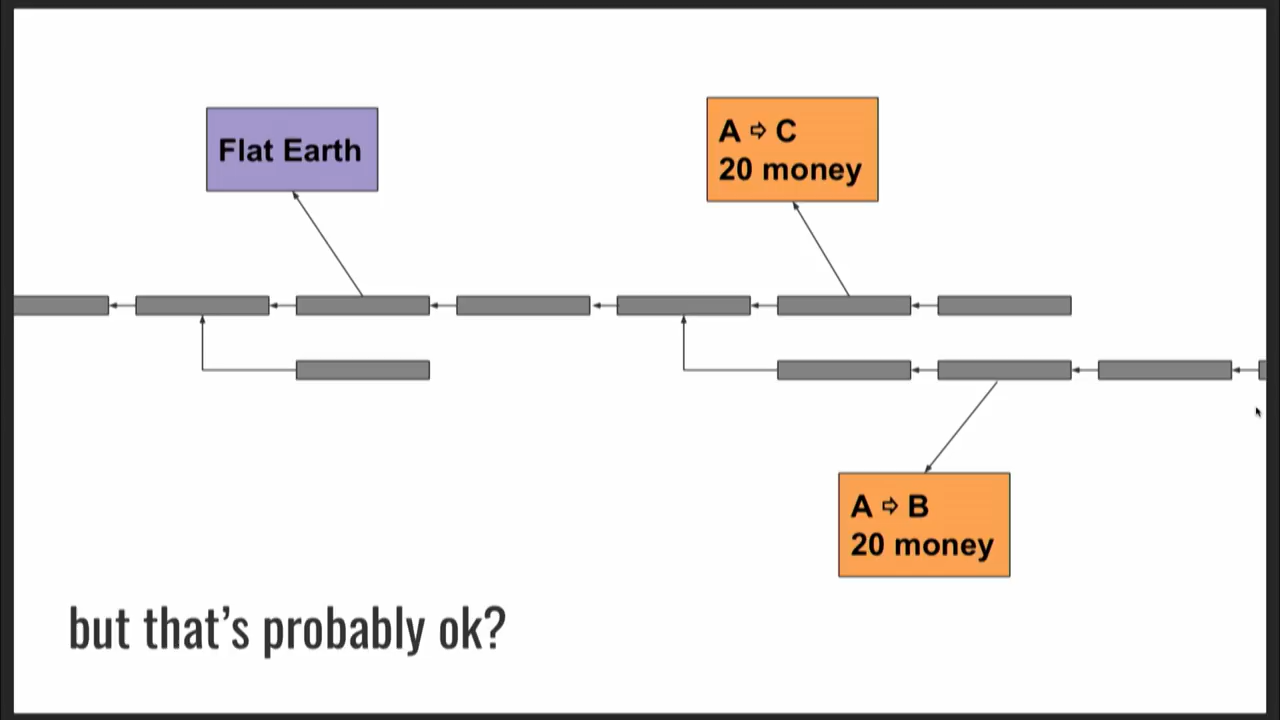 Flat Earth
A ⇨ C
20 money
A ⇨ B
20 money
but that's probably ok?